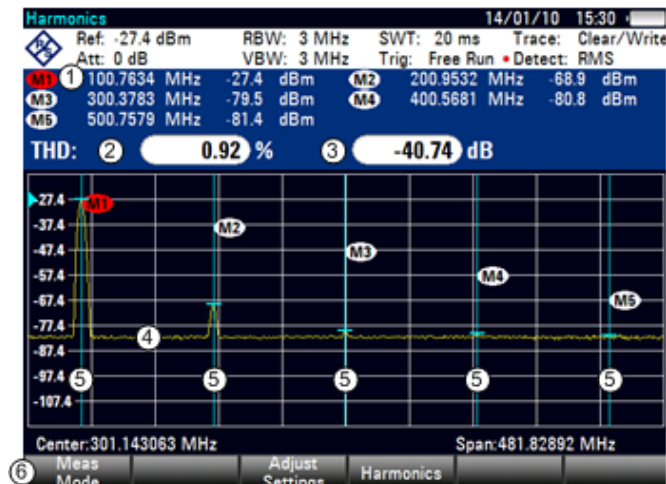 Harmonics 14/01/10 15:30
Ref: -27.4 dBm RBW: 3 MHz SWT: 20 ms Trace: Clear/Write
Att: 0 dB VBW: 3 MHz Trig: Free Run • Detect: RMS
M1 1 100.7634 MHz -27.4 dBm M2 200.9532 MHz -68.9 dBm
M3 300.3783 MHz -79.5 dBm M4 400.5681 MHz -80.8 dBm
M5 500.7579 MHz -81.4 dBm
THD: 2 0.92 % 3 -40.74 dB
-27.4 M1
-37.4 M2
-47.4 M3
-57.4 M4
-67.4 M5
-77.4
4
-87.4
-97.4 5 5 5 5 5
-107.4
Center:301.143063 MHz Span:481.82892 MHz
6 Meas Mode Adjust Settings Harmonics